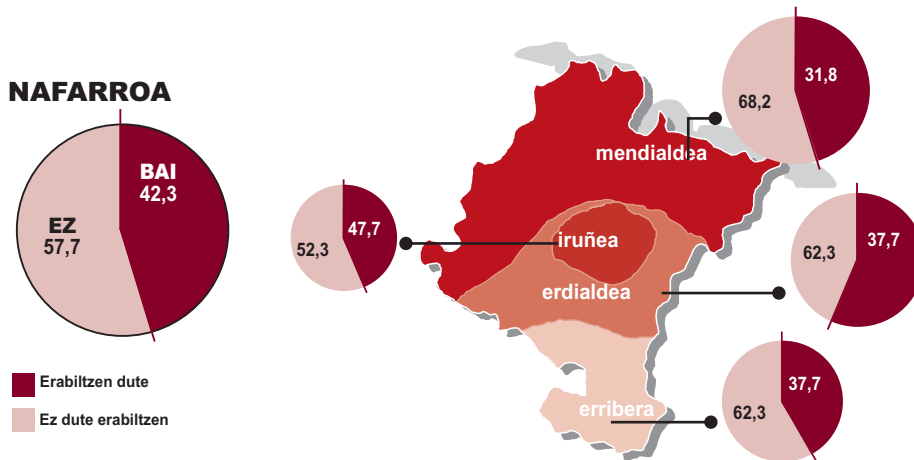 NAFARROA
BAI
42,3
EZ
57,7
Erabiltzen dute
Ez dute erabiltzen
31,8
68,2
mendialdea
47,7
52,3
iruñea
37,7
62,3
erdialdea
37,7
62,3
erribera